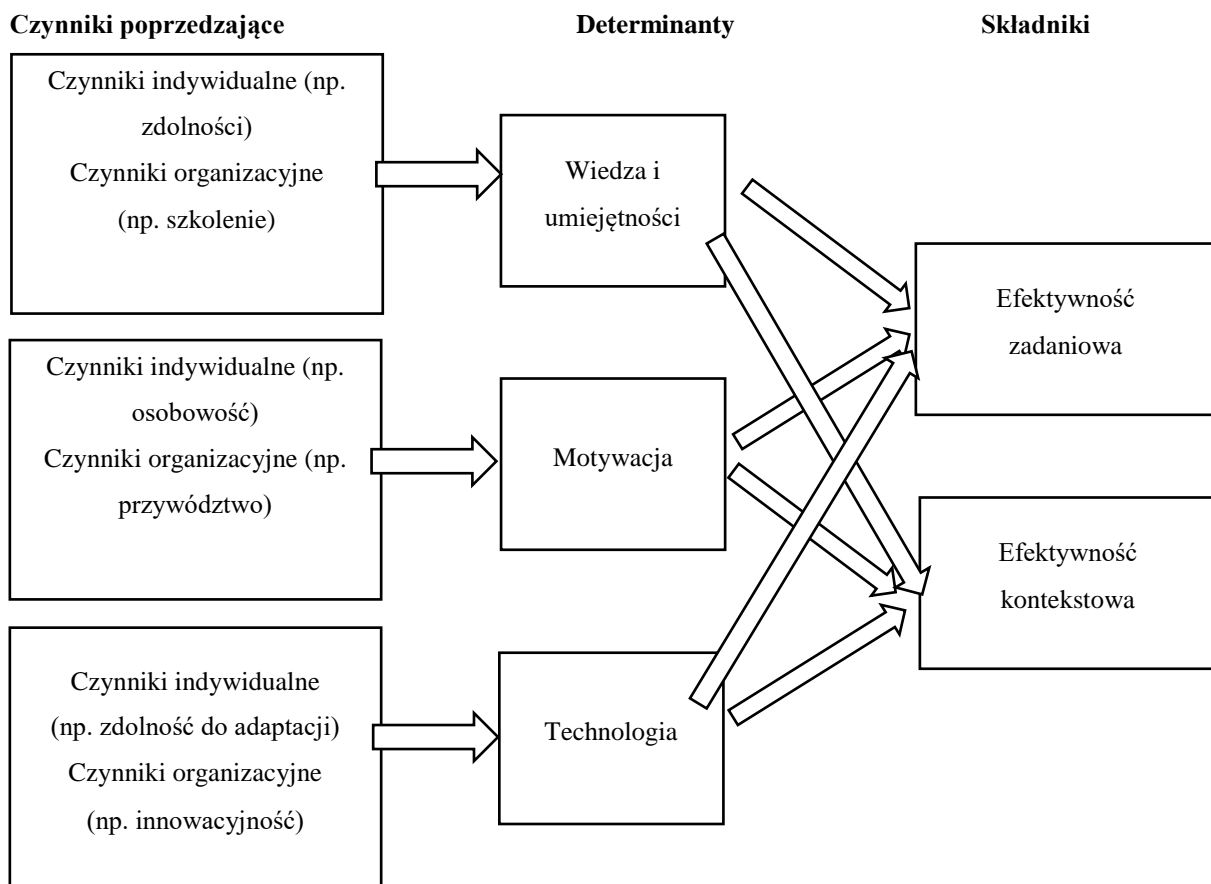 Czynniki poprzedzające
Determanty
Składniki
Czynniki indywidualne (np.
zdolności)
Czynniki organizacyjne
(np. szkolenie)
Wiedza i
umiejętności
Efektywność
zadaniowa
Czynniki indywidualne (np.
osobowość)
Czynniki organizacyjne (np.
przywództwo)
Motywacja
Efektywność
kontekstowa
Czynniki indywidualne
(np. zdolność do adaptacji)
Czynniki organizacyjne
(np. innowacyjność)
Technologia